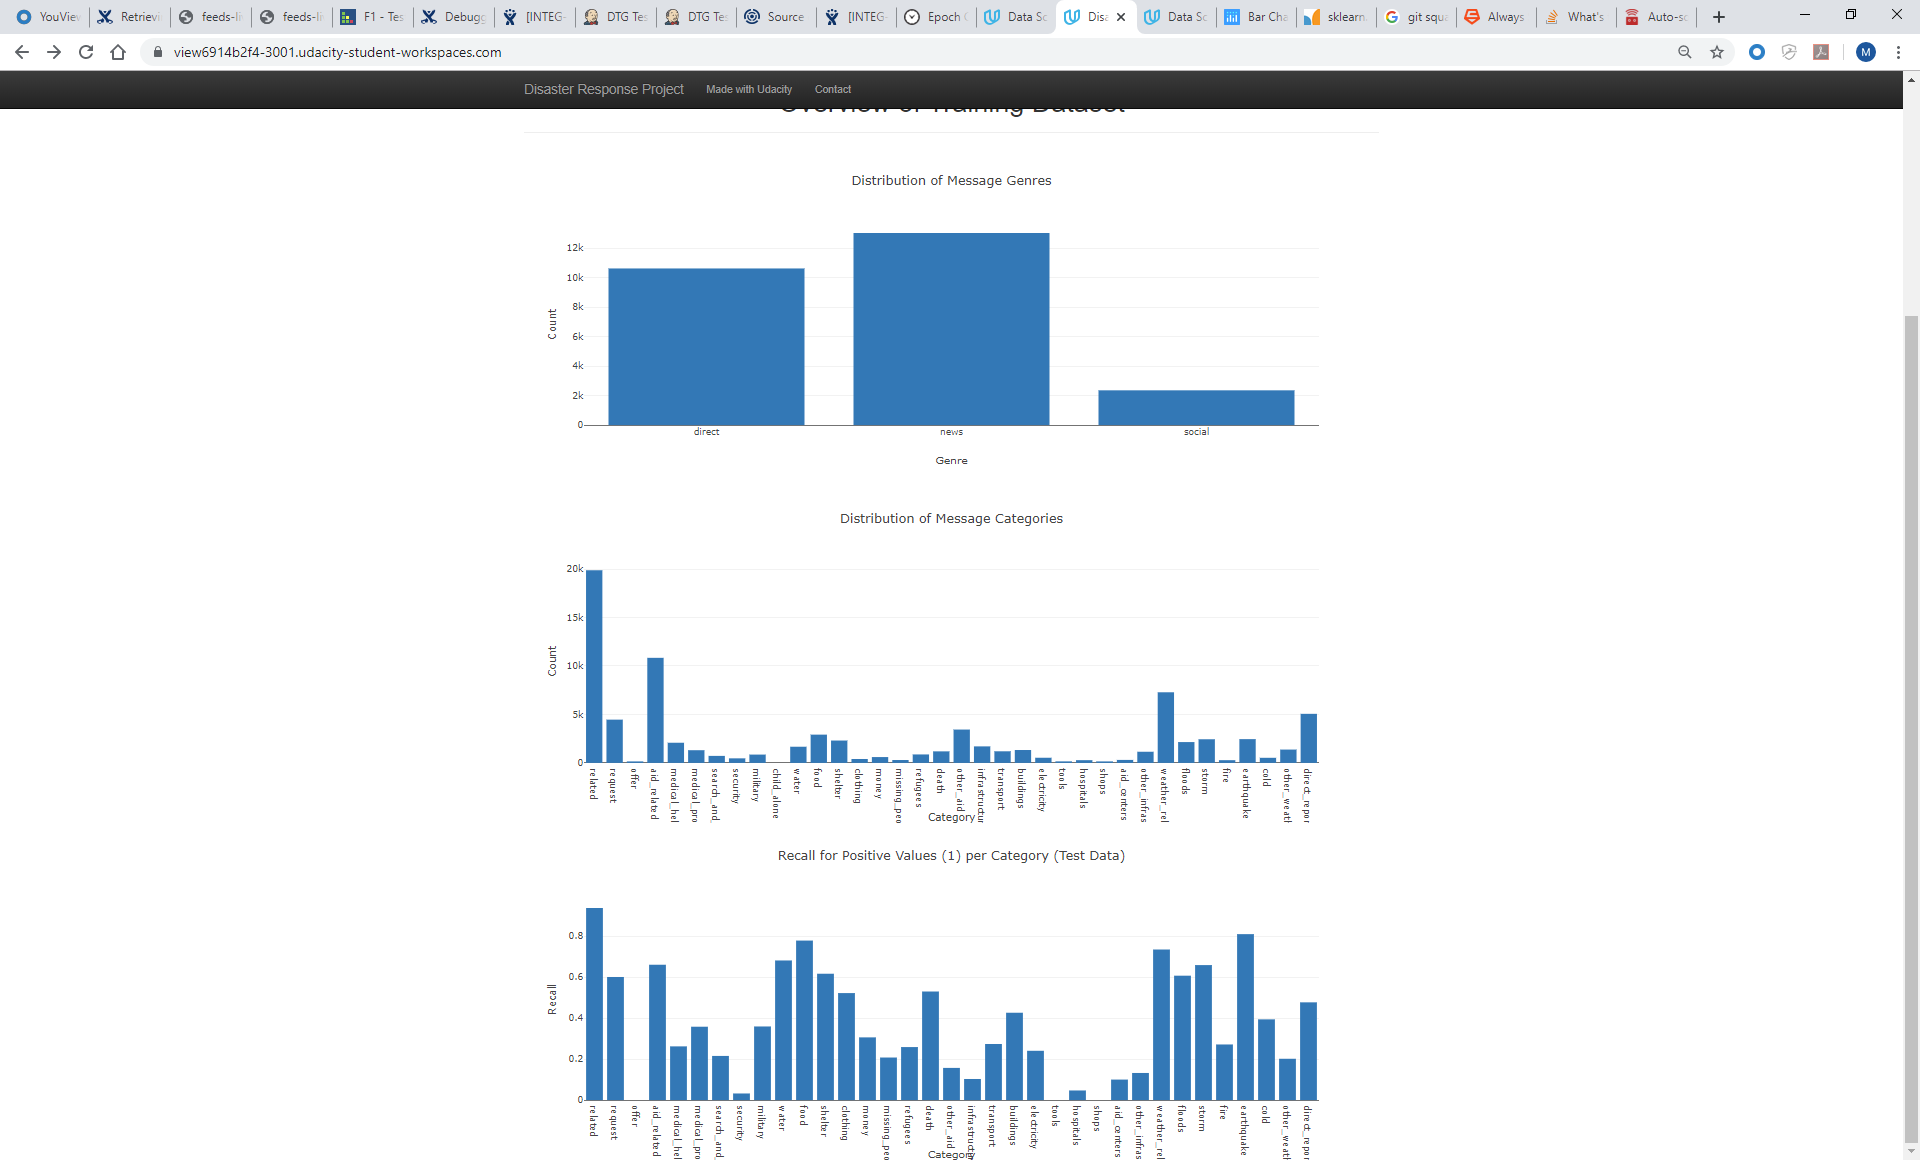 YouViev
Retrievi
feeds-li
feeds-li
F1 - Tes
Debugg
[INTEG-
DTG Tes
DTG Tes
Source
[INTEG-
Epoch C
Data Sc
Disa
Data Sc
Bar Cha
sklearn.
git squa
Always
What's
Auto-sc
view6914b2f4-3001.udacity-student-workspaces.com
M
Disaster Response Project Made with Udacity Contact
Overview of Training Dataset
Distribution of Message Genres
12k
10k
8k
6k
4k
2k
0
Count
direct news social
Genre
Distribution of Message Categories
20k
15k
10k
5k
0
Count
related
request
offer
aid_related
medical_hel
medical_pro
search_and_
security
military
child_alone
water
food
shelter
clothing
money
missing_peo
refugees
death
other_aid
infrastructur
transport
buildings
electricity
tools
hospitals
shops
aid_centers
other_infras
weather_rel
floods
storm
fire
earthquake
cold
other_weath
direct_repor
Category
Recall for Positive Values (1) per Category (Test Data)
0.8
0.6
0.4
0.2
0
Recall
related
request
offer
aid_related
medical_hel
medical_pro
search_and_
security
military
water
food
shelter
clothing
money
missing_peo
refugees
death
other_aid
infrastructu
transport
buildings
electricity
tools
hospitals
shops
aid_centers
other_infras
weather_rel
floods
storm
fire
earthquake
cold
other_weath
direct_repor
Category